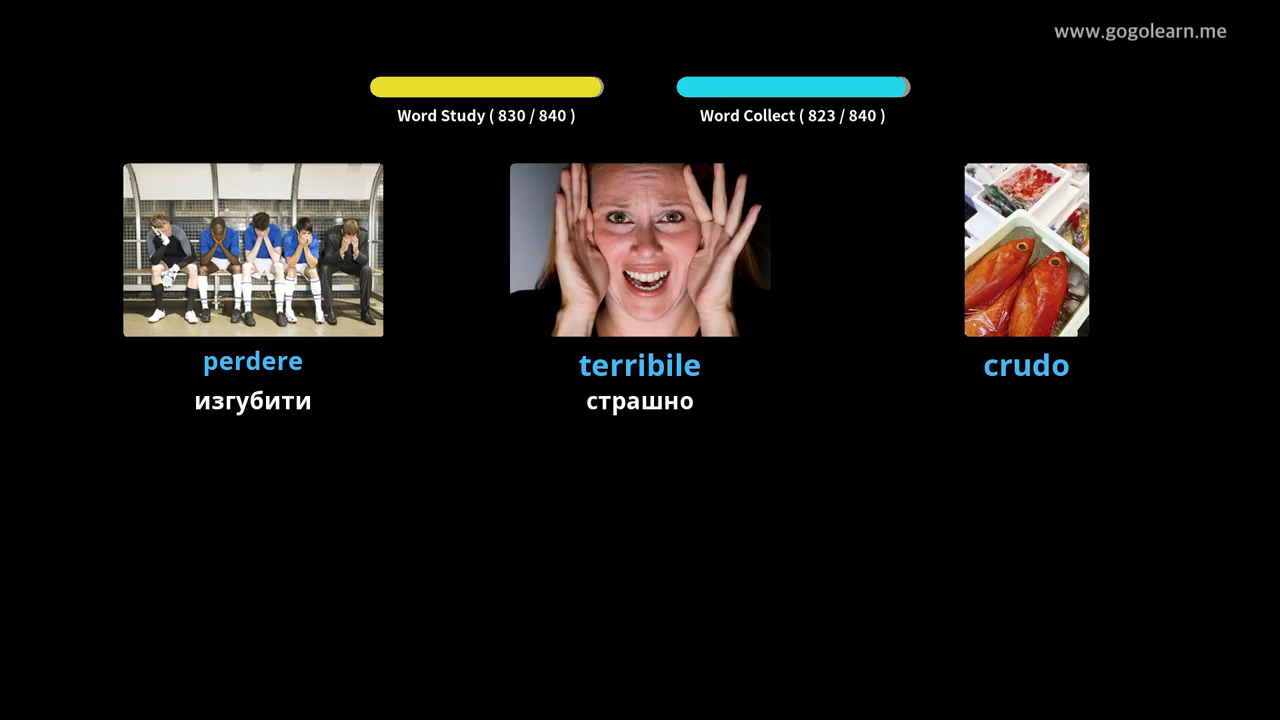 www.gogolearn.me
Word Study ( 830 / 840 )
Word Collect ( 823 / 840 )
perdere
terribile
crudo
изгубити
страшно